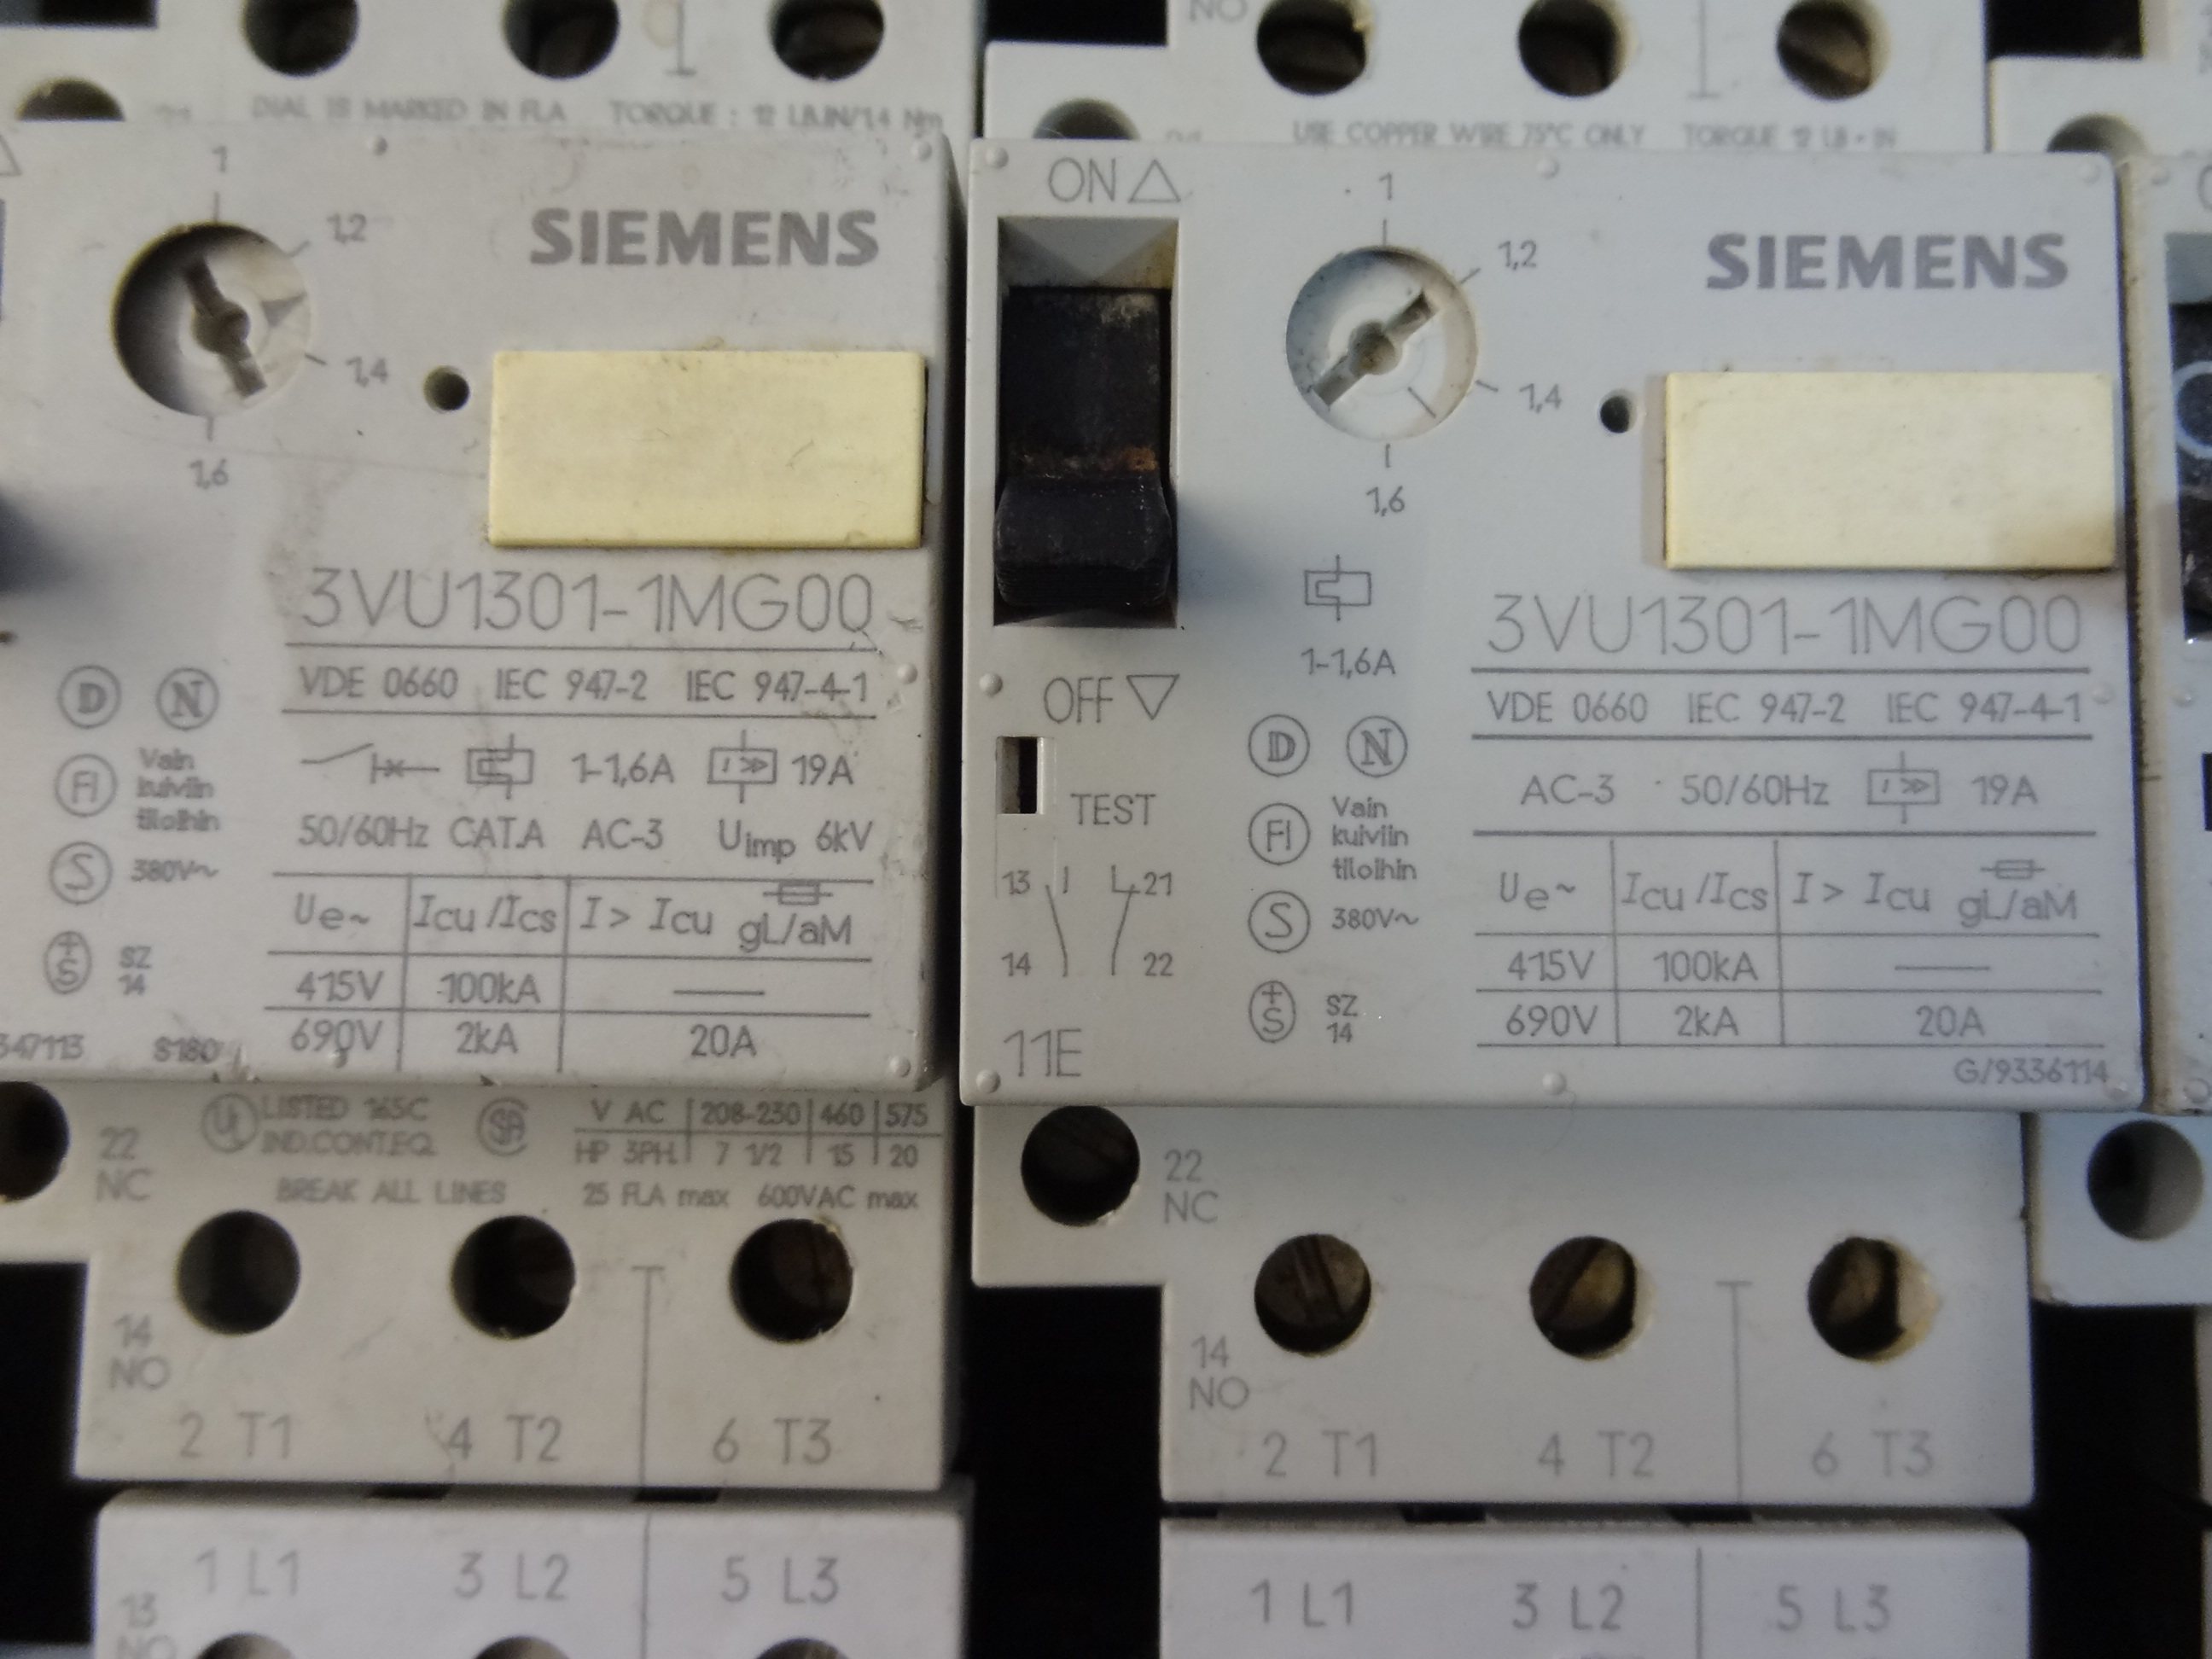 DIAL IS MARKED IN FLA TORQUE : 12 LB.IN/1.4 Nm
1
1,2
1,4
1,6
SIEMENS
3VU1301-1MG00
VDE 0660 IEC 947-2 IEC 947-4-1
1-1,6A I>> 19A
50/60Hz CAT.A AC-3 Uimp 6kV
Ue~ Icu/Ics I> Icu gL/aM
415V 100kA —
690V 2kA 20A
D N
FI Vain
kuiviin
tiloihin
S 380V~
+S SZ
14
347113 S180
UL LISTED 165C
IND.CONT.EQ.
SA
V AC 208-230 460 575
HP 3PH. 7 1/2 15 20
BREAK ALL LINES 25 FLA max 600VAC max
22
NC
14
NO
2 T1 4 T2 6 T3
1 L1 3 L2 5 L3
13
NO
NO
USE COPPER WIRE 75°C ONLY TORQUE 12 LB-IN
ON
OFF
TEST
13 21
14 22
11E
1
1,2
1,4
1,6
1-1,6A
SIEMENS
3VU1301-1MG00
VDE 0660 IEC 947-2 IEC 947-4-1
AC-3 50/60Hz I>> 19A
Ue~ Icu/Ics I> Icu gL/aM
415V 100kA —
690V 2kA 20A
G/9336114
D N
FI Vain
kuiviin
tiloihin
S 380V~
+S SZ
14
22
NC
14
NO
2 T1 4 T2 6 T3
1 L1 3 L2 5 L3